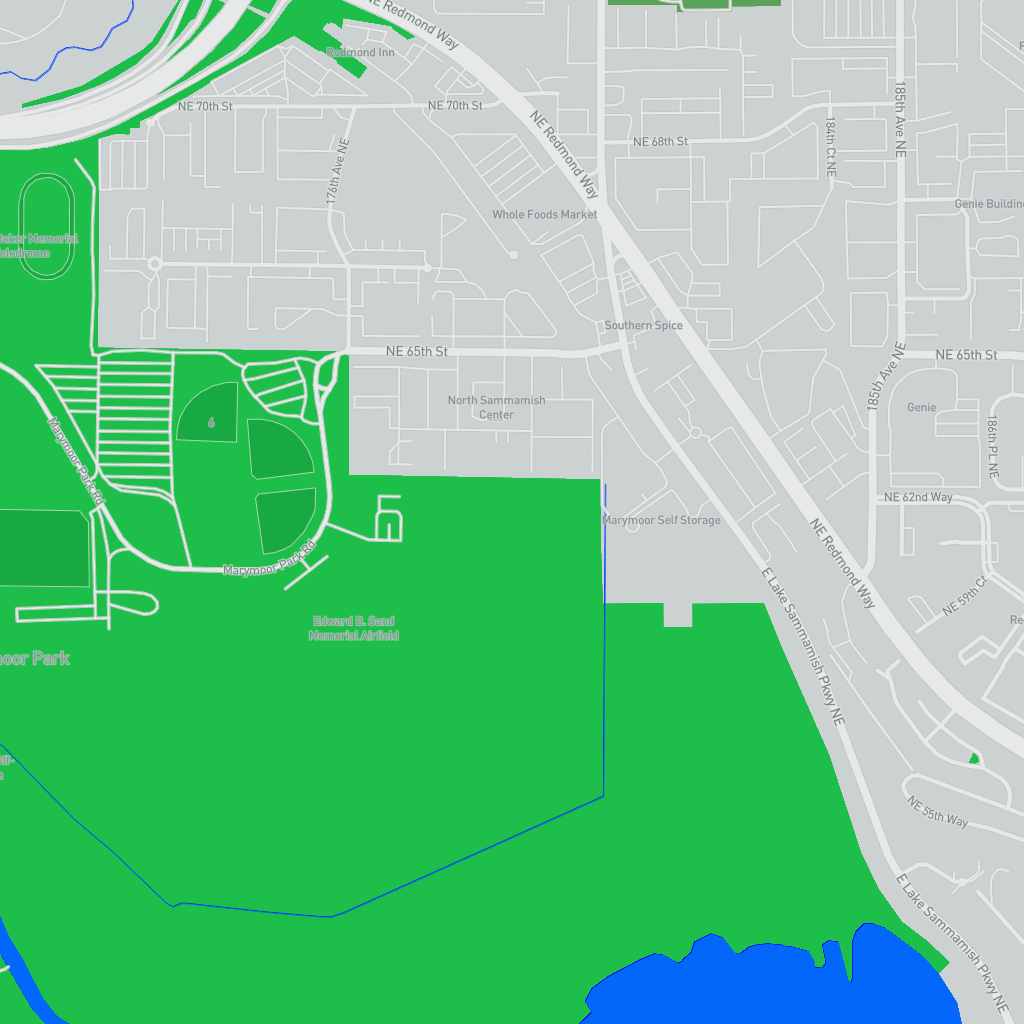 NE Redmond Way
Redmond Inn
NE 70th St
NE 70th St
185th Ave NE
NE Redmond Way
184th Ct NE
NE 68th St
176th Ave NE
Genie Building
Whole Foods Market
Memorial
Southern Spice
NE 65th St
NE 65th St
185th Ave NE
North Sammamish
Center
Genie
6
186th PL NE
Marymoor Park Rd
NE 62nd Way
Marymoor Self Storage
NE Redmond Way
Marymoor Park Rd
E Lake Sammamish Pkwy NE
NE 59th Ct
Edward B. Sand
Memorial Airfield
Re
moor Park
NE 55th Way
E Lake Sammamish Pkwy NE